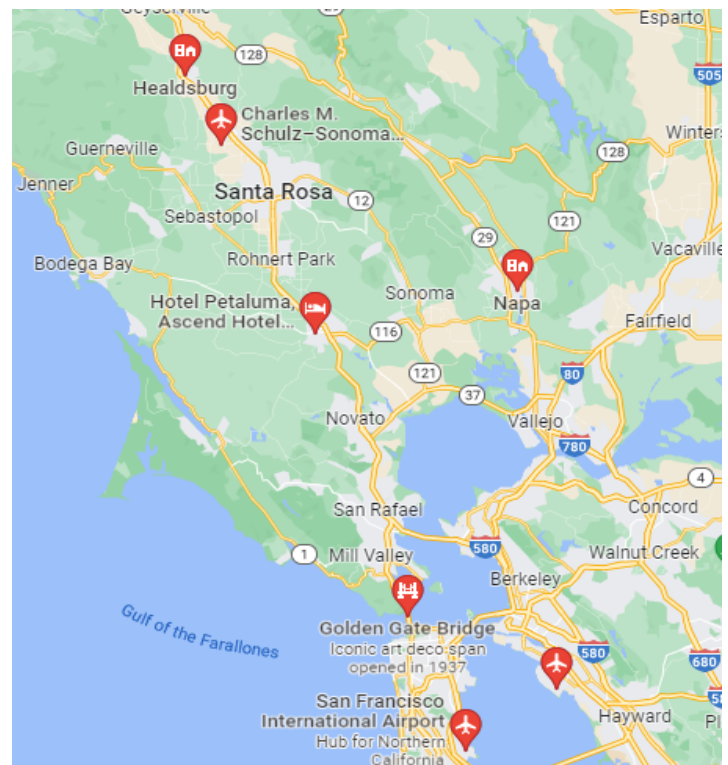 Geyserville
Esparto
128
505
Healdsburg
Charles M.
Schulz–Sonoma...
Winters
Guerneville
128
Jenner
Santa Rosa
12
Sebastopol
121
29
Vacaville
Rohnert Park
Bodega Bay
Napa
Sonoma
Hotel Petaluma,
Ascend Hotel...
Fairfield
116
121
80
37
Novato
Vallejo
780
4
San Rafael
Concord
580
Mill Valley
1
Walnut Creek
Berkeley
Gulf of the Farallones
Golden Gate Bridge
Iconic art deco span
opened in 1937
580
680
San Francisco
International Airport
Hub for Northern
California
Hayward